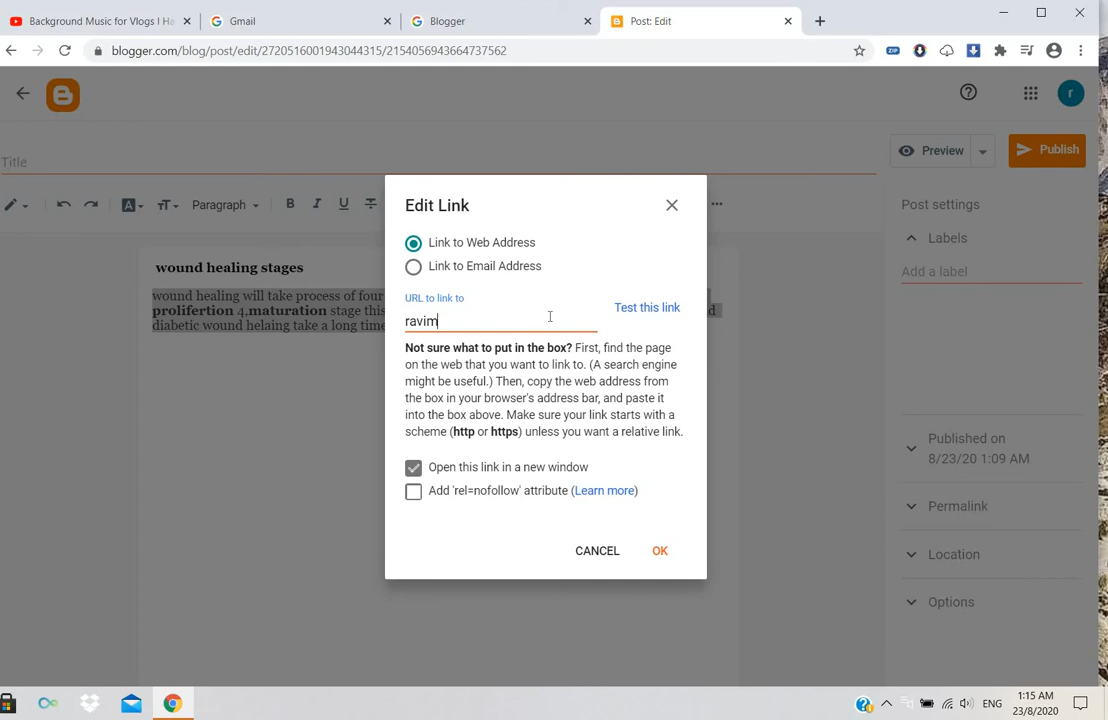 Background Music for Vlogs I Ha
Gmail
Blogger
Post: Edit
blogger.com/blog/post/edit/2720516001943044315/2154056943664737562
ZIP
r
Title
Preview
Publish
A
Paragraph
B
I
U
Post settings
Labels
Add a label
wound healing stages
wound healing will take process of four
prolifertion 4,maturation stage this
diabetic wound helaing take a long time
Edit Link
Link to Web Address
Link to Email Address
URL to link to
Test this link
ravim
Not sure what to put in the box? First, find the page
on the web that you want to link to. (A search engine
might be useful.) Then, copy the web address from
the box in your browser's address bar, and paste it
into the box above. Make sure your link starts with a
scheme (http or https) unless you want a relative link.
Open this link in a new window
Add 'rel=nofollow' attribute (Learn more)
CANCEL
OK
Published on
8/23/20 1:09 AM
Permalink
Location
Options
ENG
1:15 AM
23/8/2020